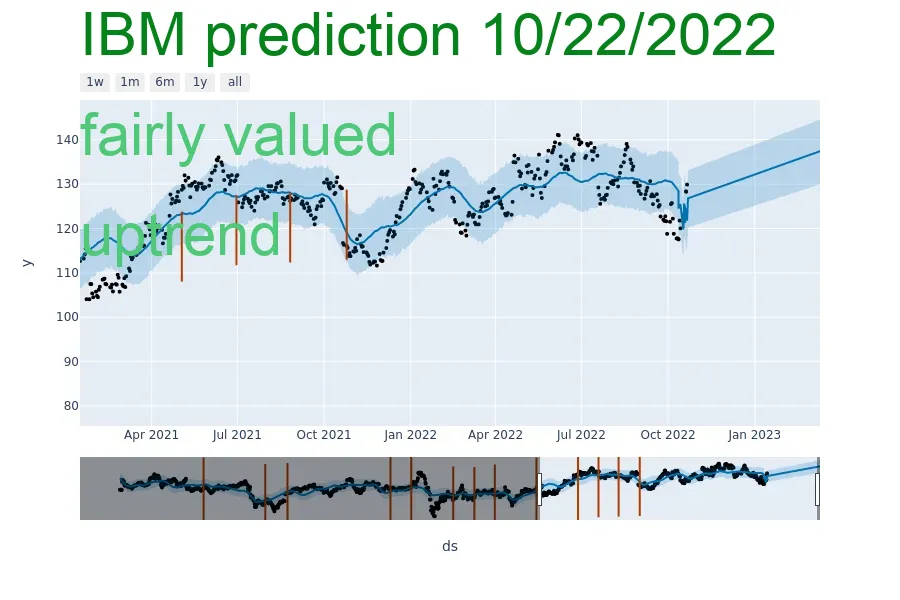 IBM prediction 10/22/2022
1w 1m 6m 1y all
fairly valued
140
130
uptrend
120
y
110
100
90
80
Apr 2021 Jul 2021 Oct 2021 Jan 2022 Apr 2022 Jul 2022 Oct 2022 Jan 2023
ds